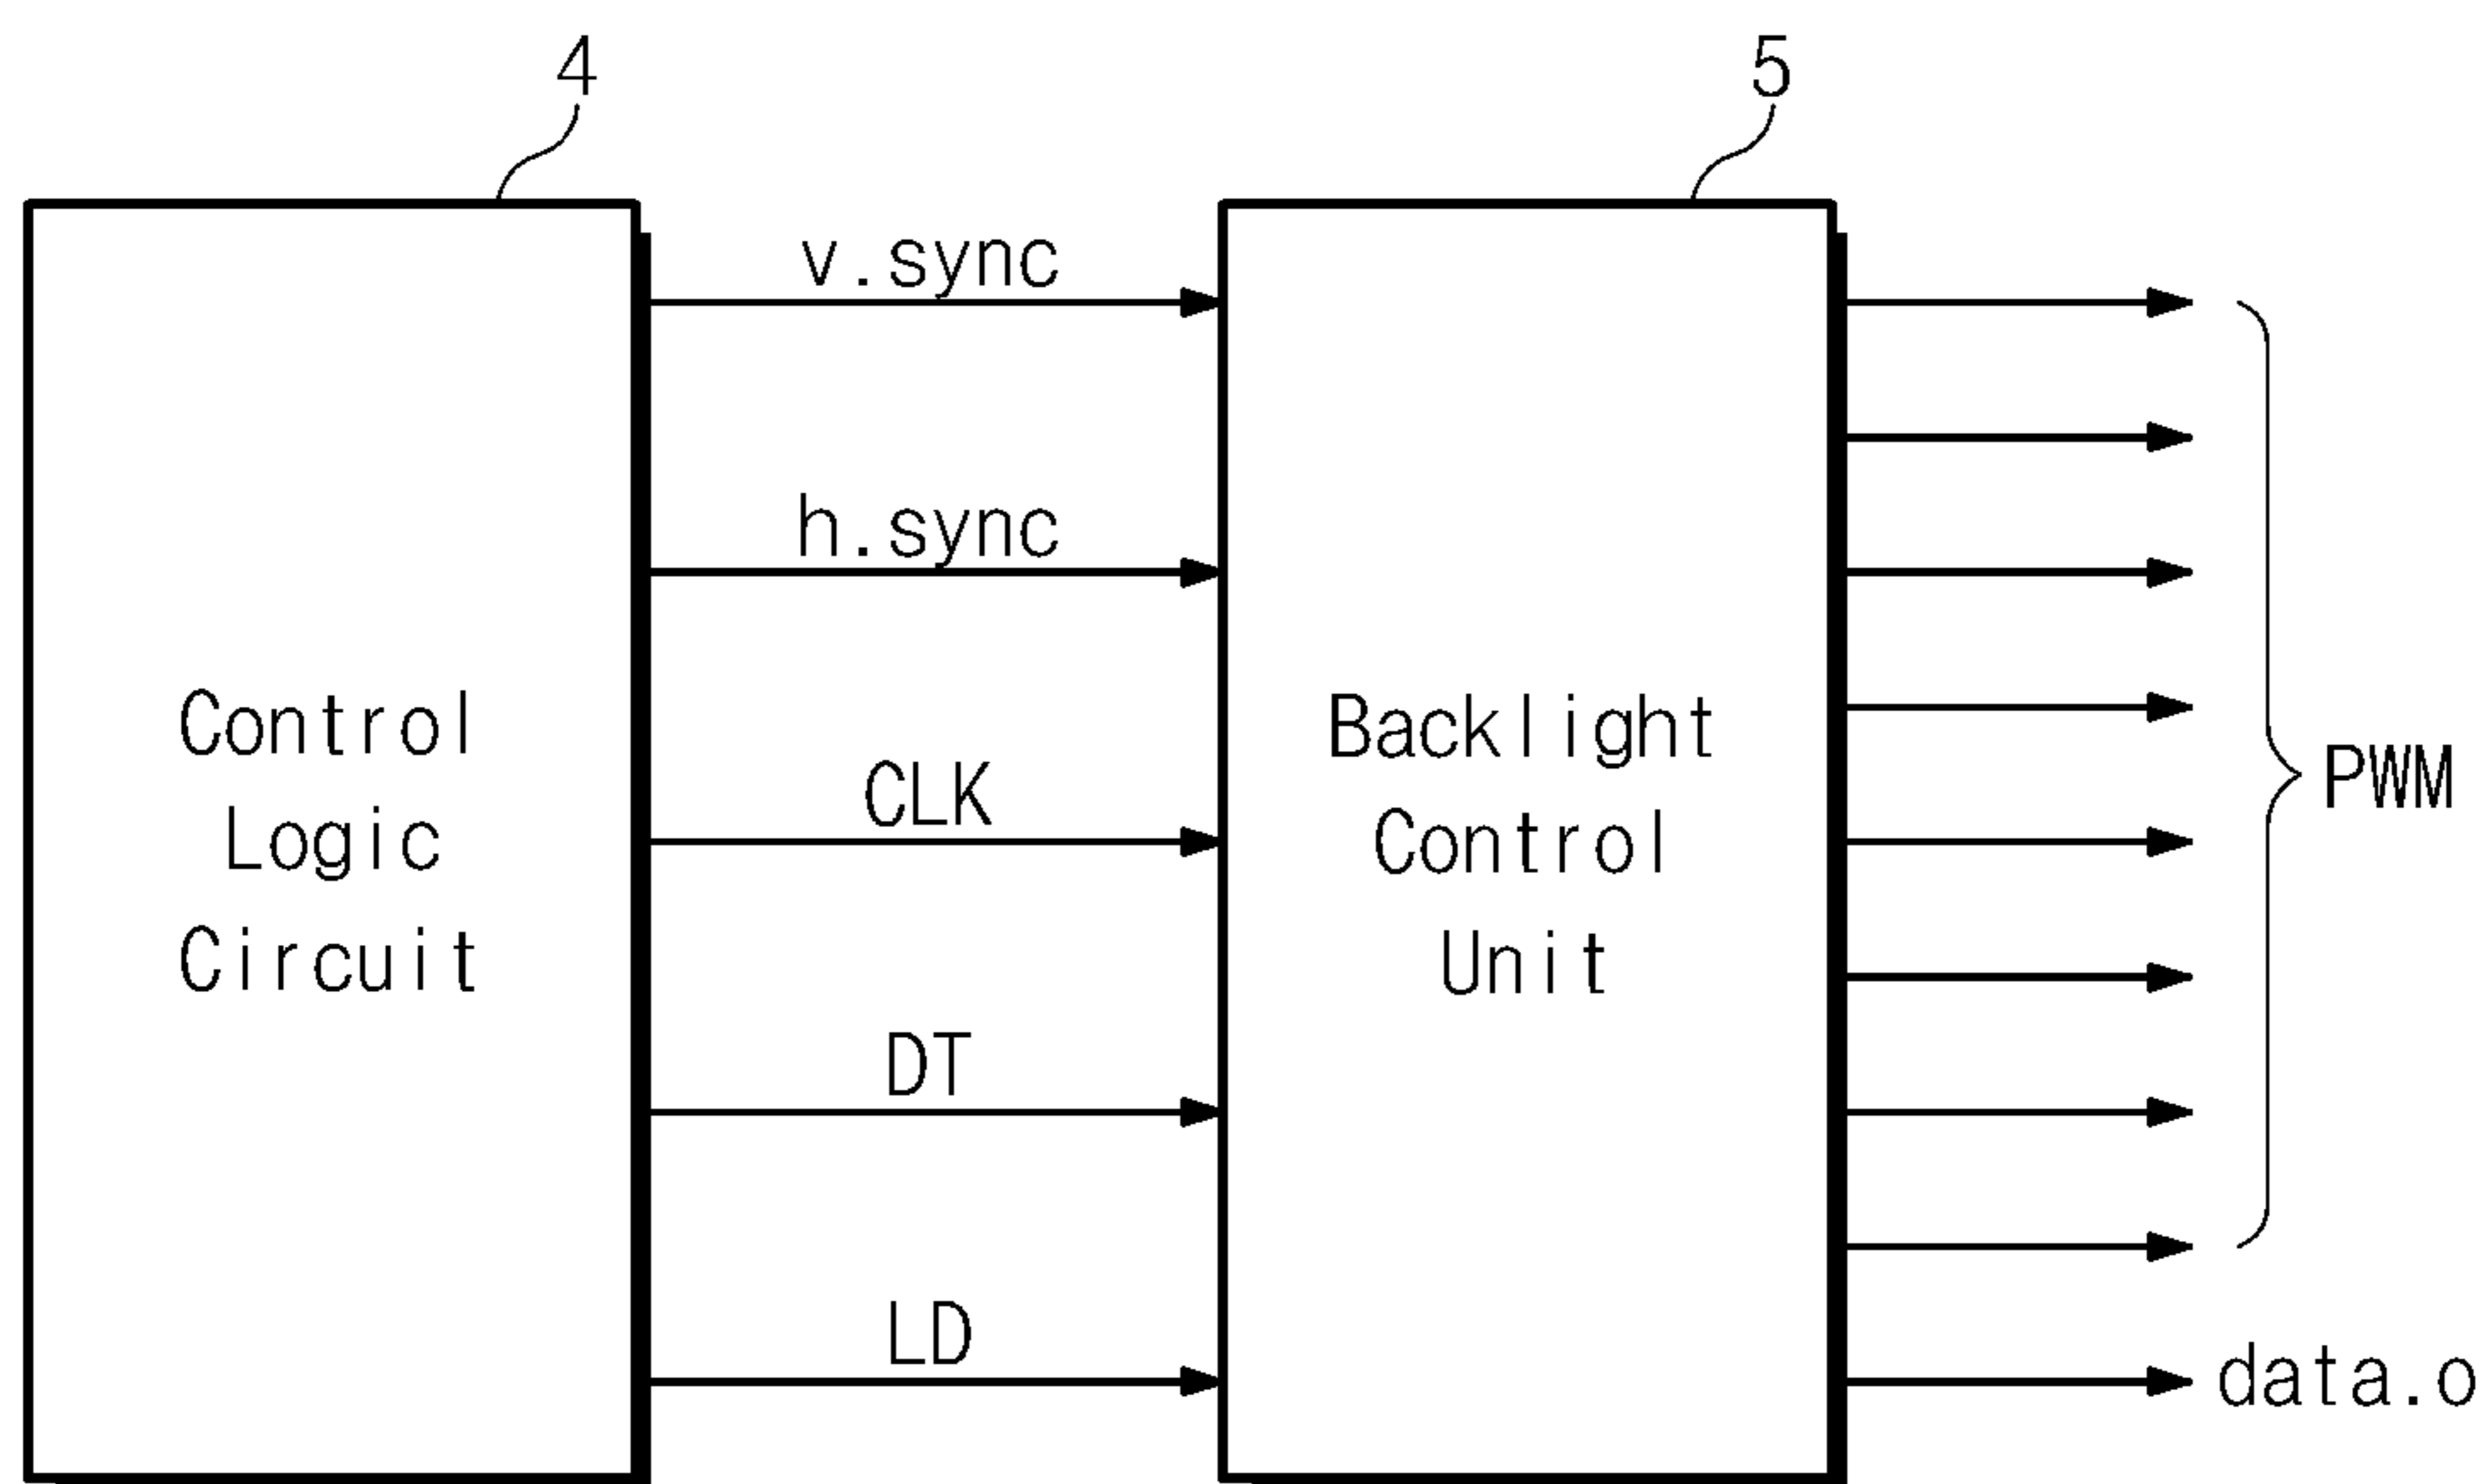 4
5
v.sync
h.sync
CLK
DT
LD
Control
Logic
Circuit
Backlight
Control
Unit
PWM
data.o